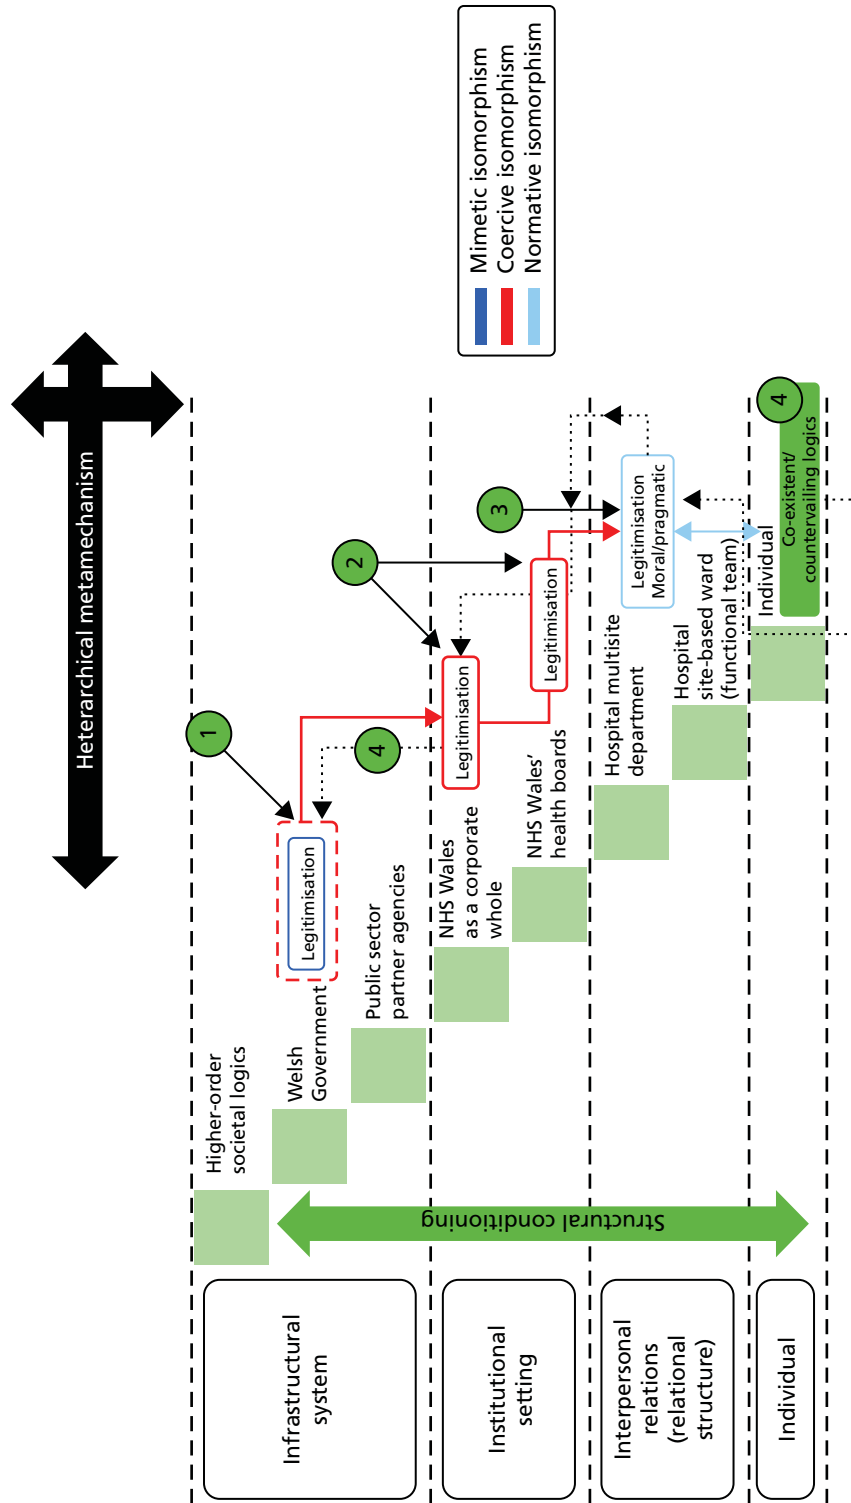 Heterarchical metamechanism
Infrastructural
system
Higher-order
societal logics
Welsh
Government
Public sector
partner agencies
Legitimisation
1
4
Institutional
setting
NHS Wales
as a corporate
whole
NHS Wales’
health boards
Legitimisation
Legitimisation
2
3
Interpersonal
relations
(relational
structure)
Hospital multisite
department
Hospital
site-based ward
(functional team)
Legitimisation
Moral/pragmatic
Individual
Individual
Co-existent/
countervailing logics
4
Structural conditioning
Mimetic isomorphism
Coercive isomorphism
Normative isomorphism